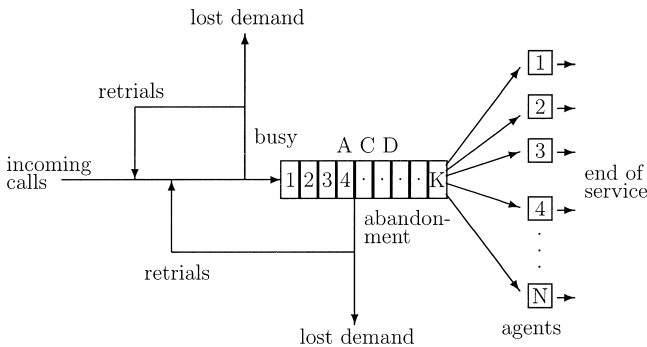 lost demand
retrials
busy
A C D
incoming
calls
1 2 3 4 · · · · K
abandon-
ment
retrials
lost demand
1
2
3
4
·
·
·
N
agents
end of
service